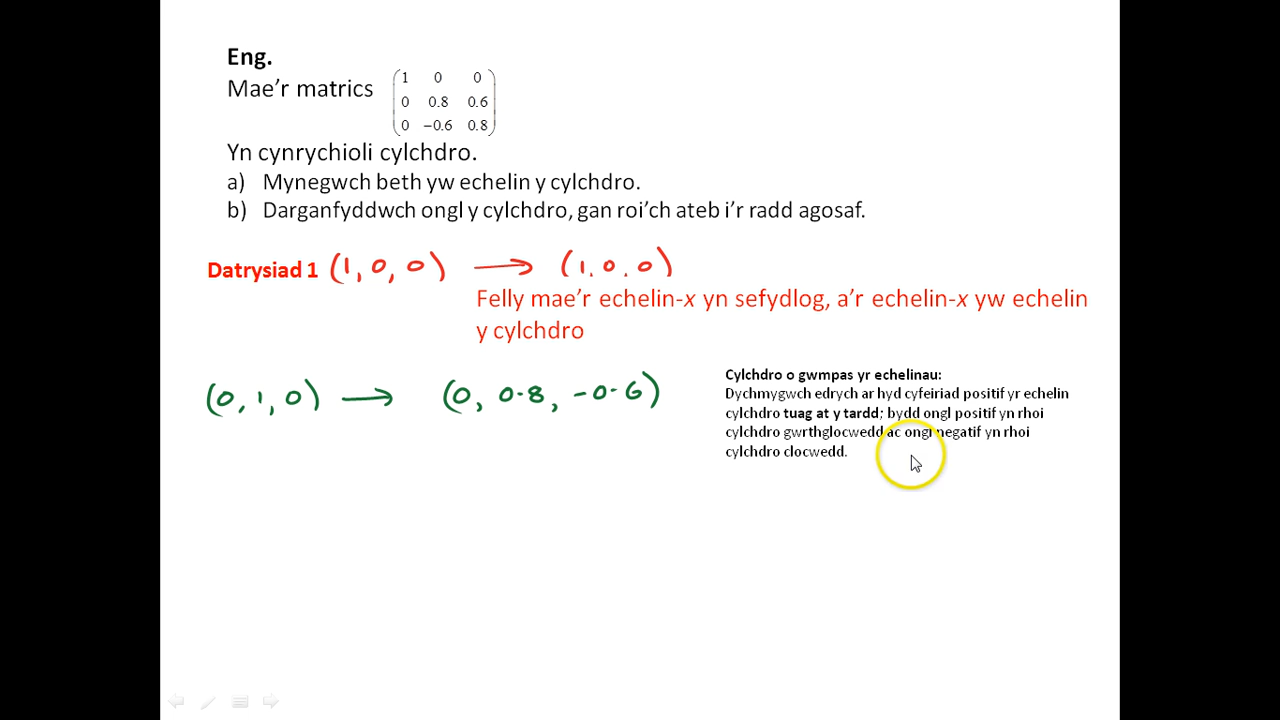 Eng.
Mae'r matrics
1 0 0
0 0.8 0.6
0 −0.6 0.8
Yn cynrychioli cylchdro.
a) Mynegwch beth yw echelin y cylchdro.
b) Darganfyddwch ongl y cylchdro, gan roi'ch ateb i'r radd agosaf.
Datrysiad 1 (1, 0, 0) → (1, 0, 0)
Felly mae'r echelin-x yn sefydlog, a'r echelin-x yw echelin
y cylchdro
(0, 1, 0) → (0, 0·8, -0·6)
Cylchdro o gwmpas yr echelinau:
Dychmygwch edrych ar hyd cyfeiriad positif yr echelin
cylchdro tuag at y tardd; bydd ongl positif yn rhoi
cylchdro gwrthglocwedd ac ongl negatif yn rhoi
cylchdro clocwedd.